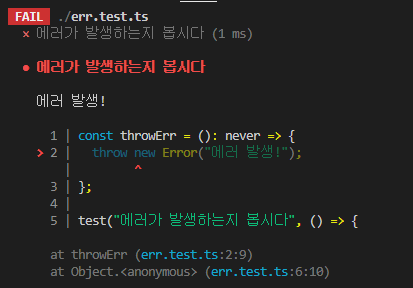 FAIL ./err.test.ts
× 에러가 발생하는지 봅시다 (1 ms)
● 에러가 발생하는지 봅시다
에러 발생!
1 | const throwErr = (): never => {
> 2 |   throw new Error("에러 발생!");
|         ^
3 | };
4 |
5 | test("에러가 발생하는지 봅시다", () => {
at throwErr (err.test.ts:2:9)
at Object.<anonymous> (err.test.ts:6:10)